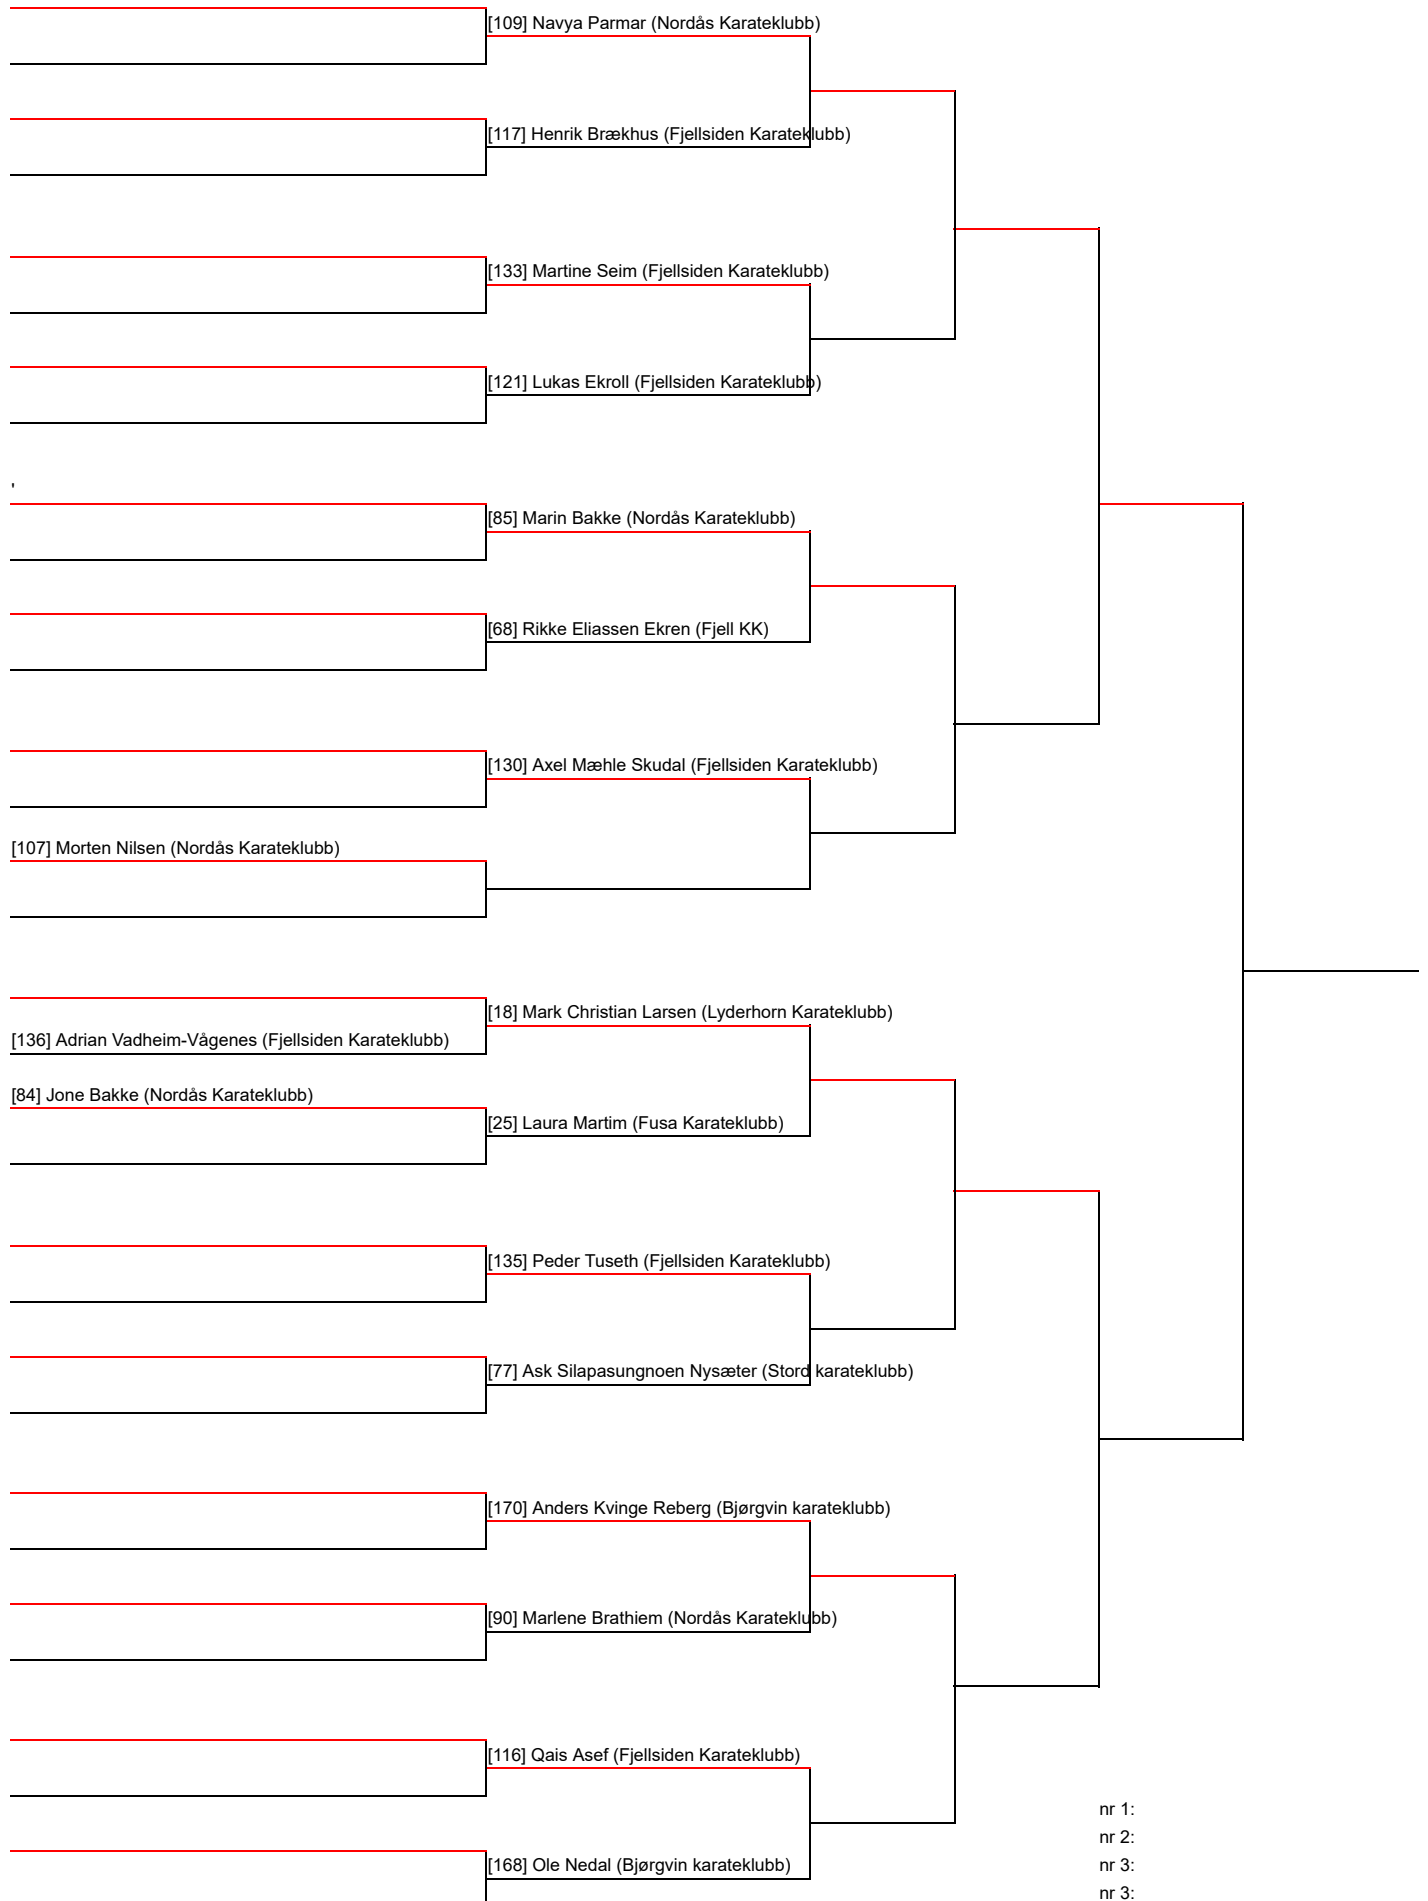 [109] Navya Parmar (Nordås Karateklubb)
[117] Henrik Brækhus (Fjellsiden Karateklubb)
[133] Martine Seim (Fjellsiden Karateklubb)
[121] Lukas Ekroll (Fjellsiden Karateklubb)
'
[85] Marin Bakke (Nordås Karateklubb)
[68] Rikke Eliassen Ekren (Fjell KK)
[130] Axel Mæhle Skudal (Fjellsiden Karateklubb)
[107] Morten Nilsen (Nordås Karateklubb)
[18] Mark Christian Larsen (Lyderhorn Karateklubb)
[136] Adrian Vadheim-Vågenes (Fjellsiden Karateklubb)
[84] Jone Bakke (Nordås Karateklubb)
[25] Laura Martim (Fusa Karateklubb)
[135] Peder Tuseth (Fjellsiden Karateklubb)
[77] Ask Silapasungnoen Nysæter (Stord karateklubb)
[170] Anders Kvinge Reberg (Bjørgvin karateklubb)
[90] Marlene Brathiem (Nordås Karateklubb)
[116] Qais Asef (Fjellsiden Karateklubb)
[168] Ole Nedal (Bjørgvin karateklubb)
nr 1:
nr 2:
nr 3:
nr 3: